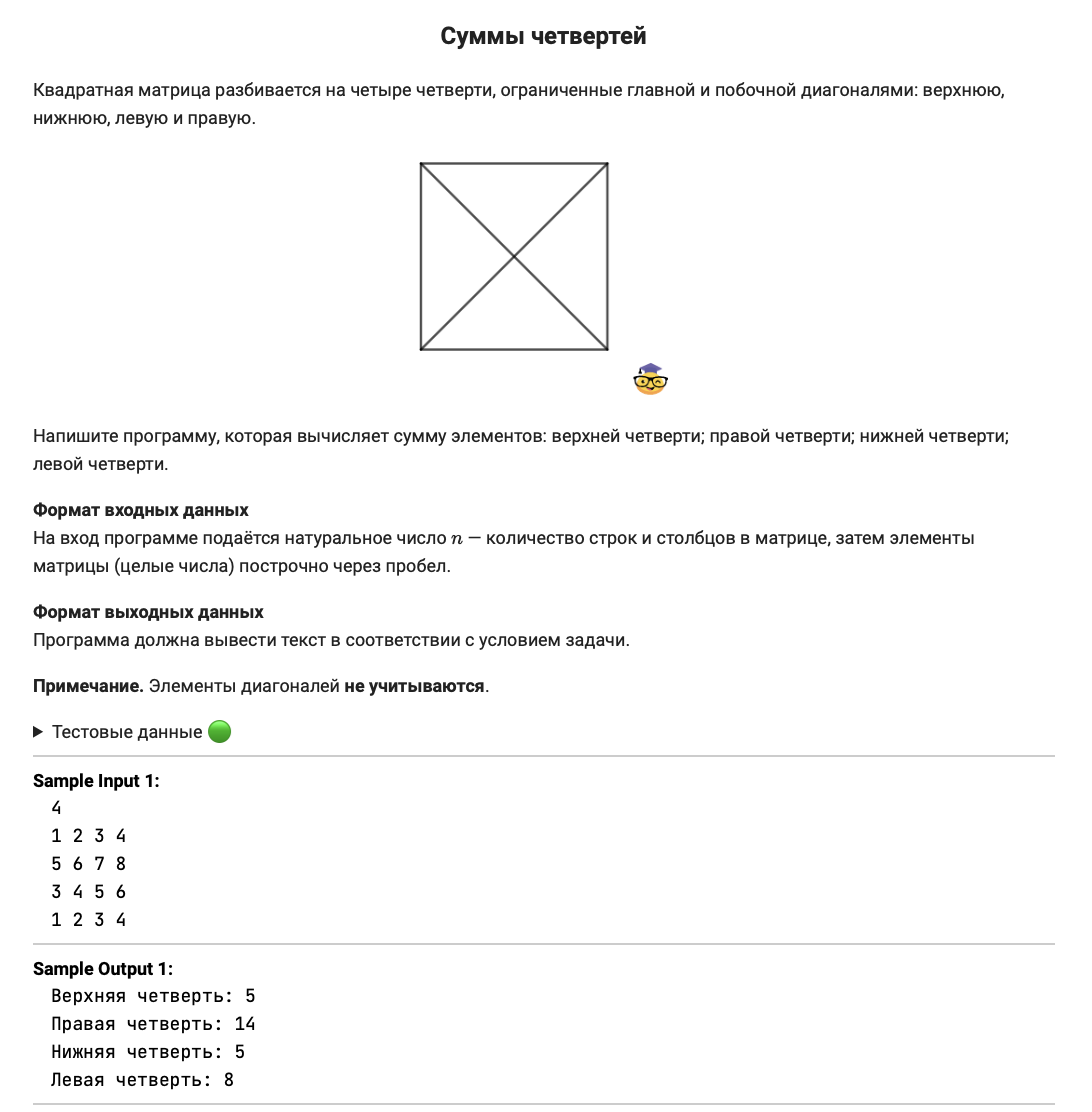 Суммы четвертей
Квадратная матрица разбивается на четыре четверти, ограниченные главной и побочной диагоналями: верхнюю,
нижнюю, левую и правую.
Напишите программу, которая вычисляет сумму элементов: верхней четверти; правой четверти; нижней четверти;
левой четверти.
Формат входных данных
На вход программе подаётся натуральное число n — количество строк и столбцов в матрице, затем элементы
матрицы (целые числа) построчно через пробел.
Формат выходных данных
Программа должна вывести текст в соответствии с условием задачи.
Примечание. Элементы диагоналей не учитываются.
Тестовые данные
Sample Input 1:
4
1 2 3 4
5 6 7 8
3 4 5 6
1 2 3 4
Sample Output 1:
Верхняя четверть: 5
Правая четверть: 14
Нижняя четверть: 5
Левая четверть: 8